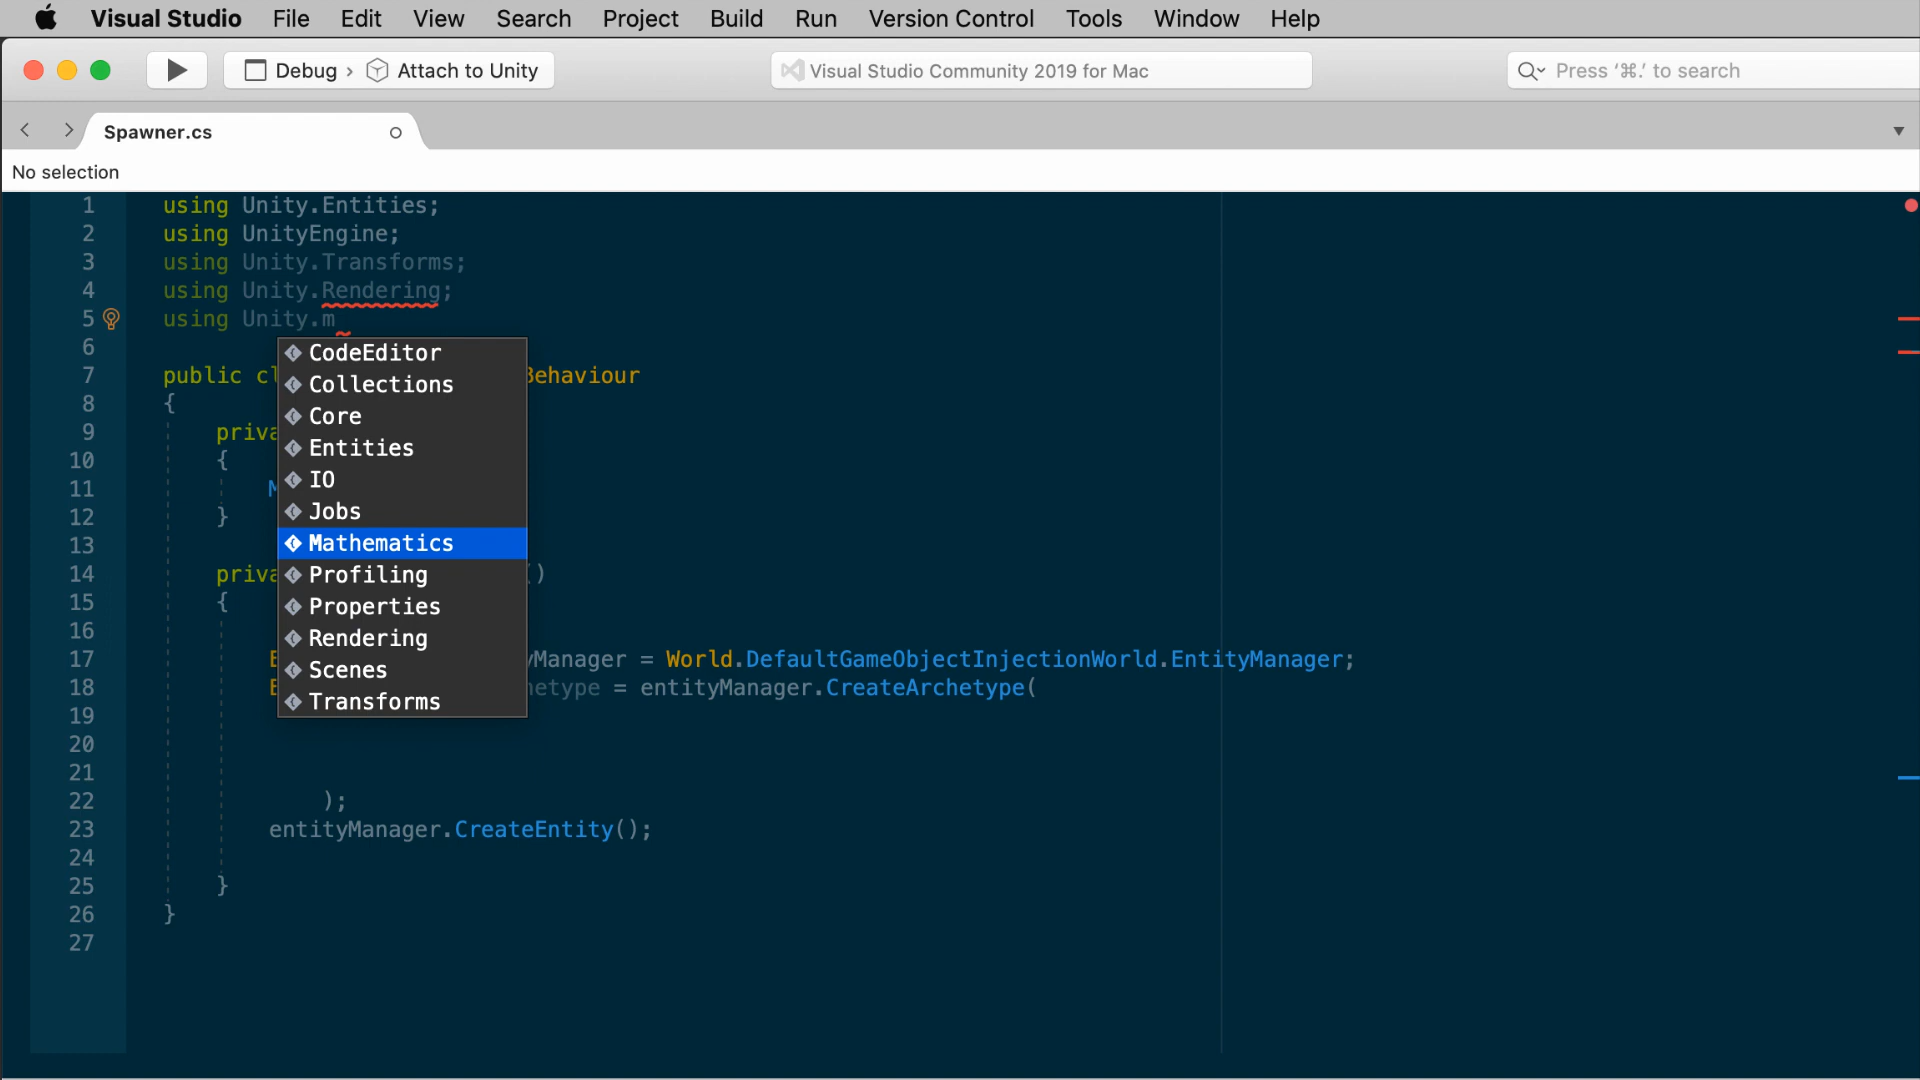 Visual Studio File Edit View Search Project Build Run Version Control Tools Window Help
Debug › Attach to Unity Visual Studio Community 2019 for Mac Press ‘⌘.’ to search
Spawner.cs
No selection
1 using Unity.Entities;
2 using UnityEngine;
3 using Unity.Transforms;
4 using Unity.Rendering;
5 using Unity.m
6
7 public cl Behaviour
8 {
9 priva
10 {
11 M
12 }
13
14 priva ()
15 {
16
17 E yManager = World.DefaultGameObjectInjectionWorld.EntityManager;
18 E hetype = entityManager.CreateArchetype(
19
20
21
22 );
23 entityManager.CreateEntity();
24
25 }
26 }
27
CodeEditor
Collections
Core
Entities
IO
Jobs
Mathematics
Profiling
Properties
Rendering
Scenes
Transforms